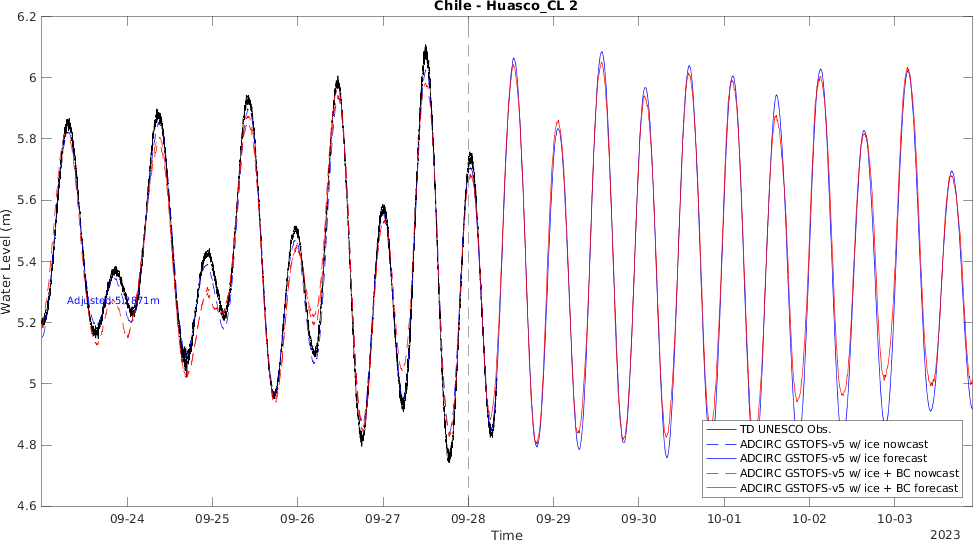 Chile - Huasco_CL 2
6.2
6
5.8
5.6
5.4
5.2
5
4.8
4.6
Water Level (m)
Adjusted 5.2871m
TD UNESCO Obs.
ADCIRC GSTOFS-v5 w/ ice nowcast
ADCIRC GSTOFS-v5 w/ ice forecast
ADCIRC GSTOFS-v5 w/ ice + BC nowcast
ADCIRC GSTOFS-v5 w/ ice + BC forecast
09-24 09-25 09-26 09-27 09-28 09-29 09-30 10-01 10-02 10-03
Time
2023